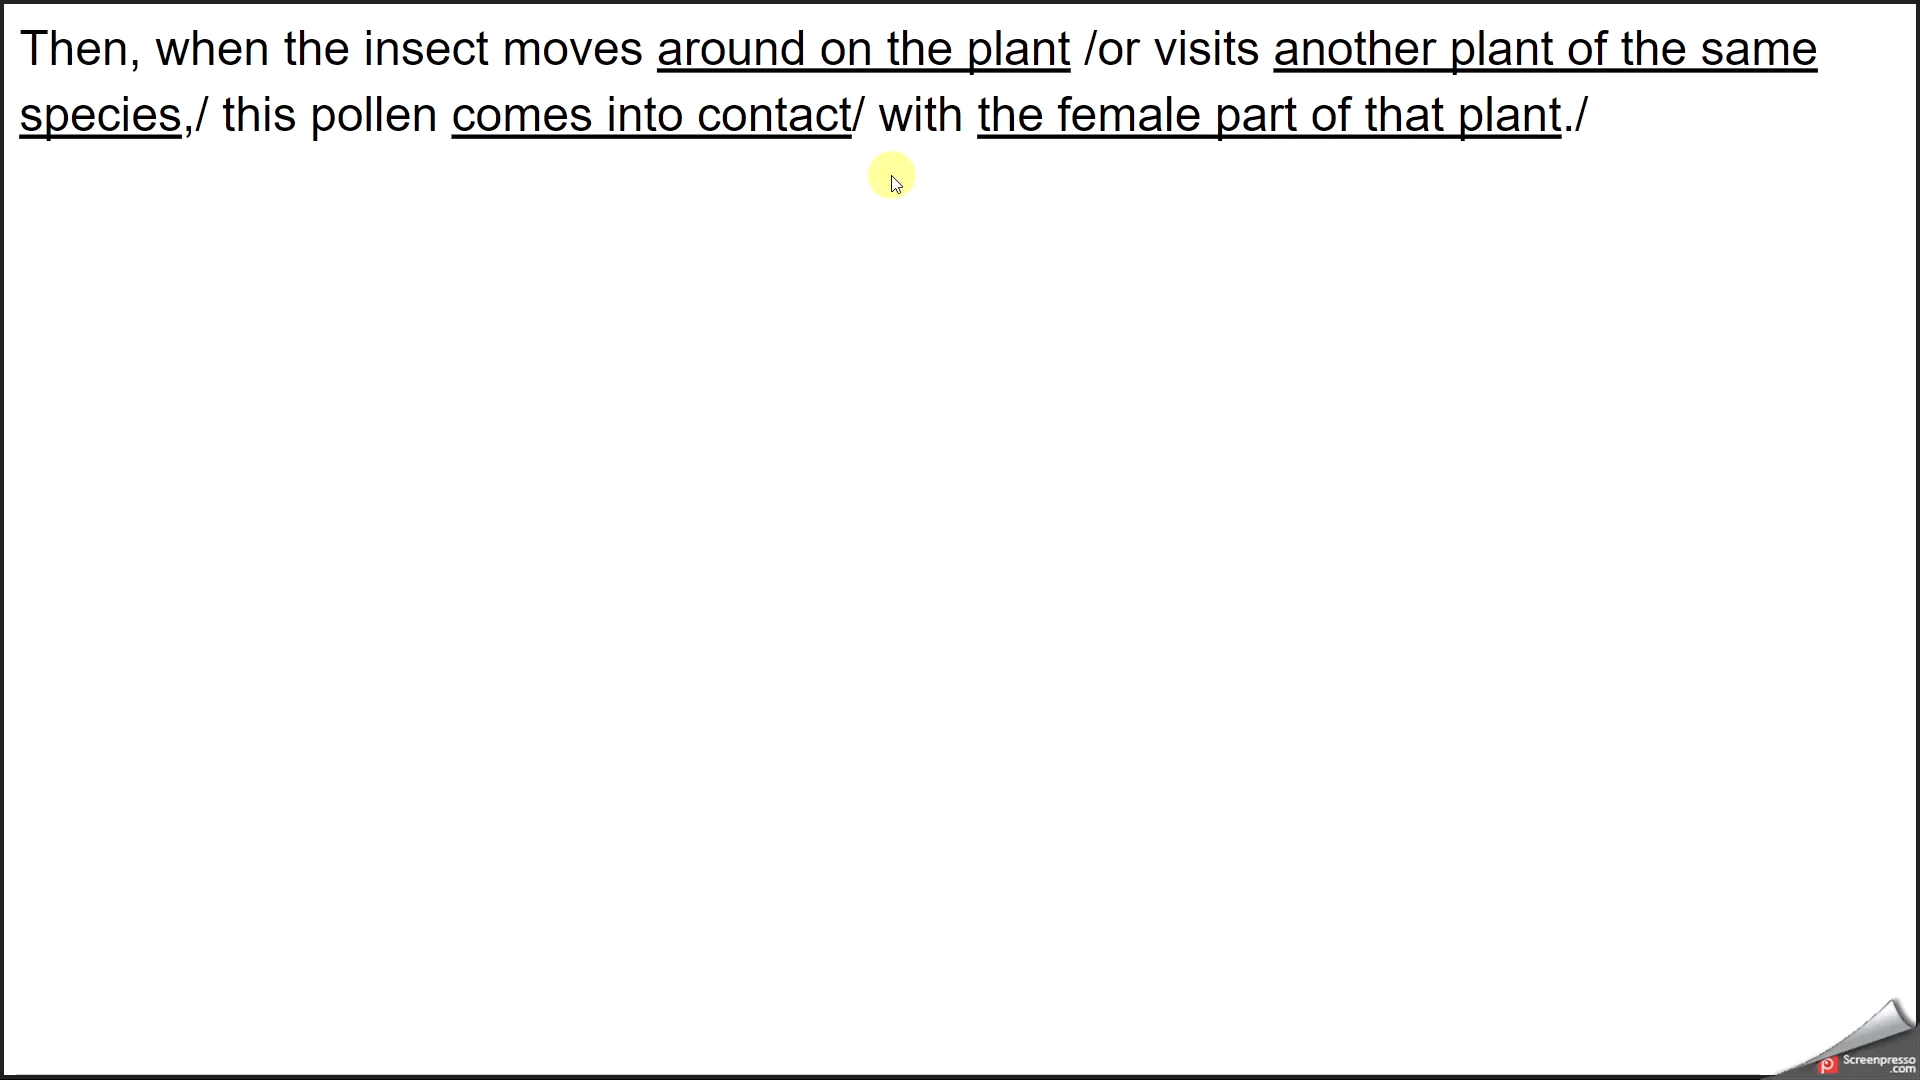 Then, when the insect moves around on the plant /or visits another plant of the same
species,/ this pollen comes into contact/ with the female part of that plant./
Screenpresso
.com